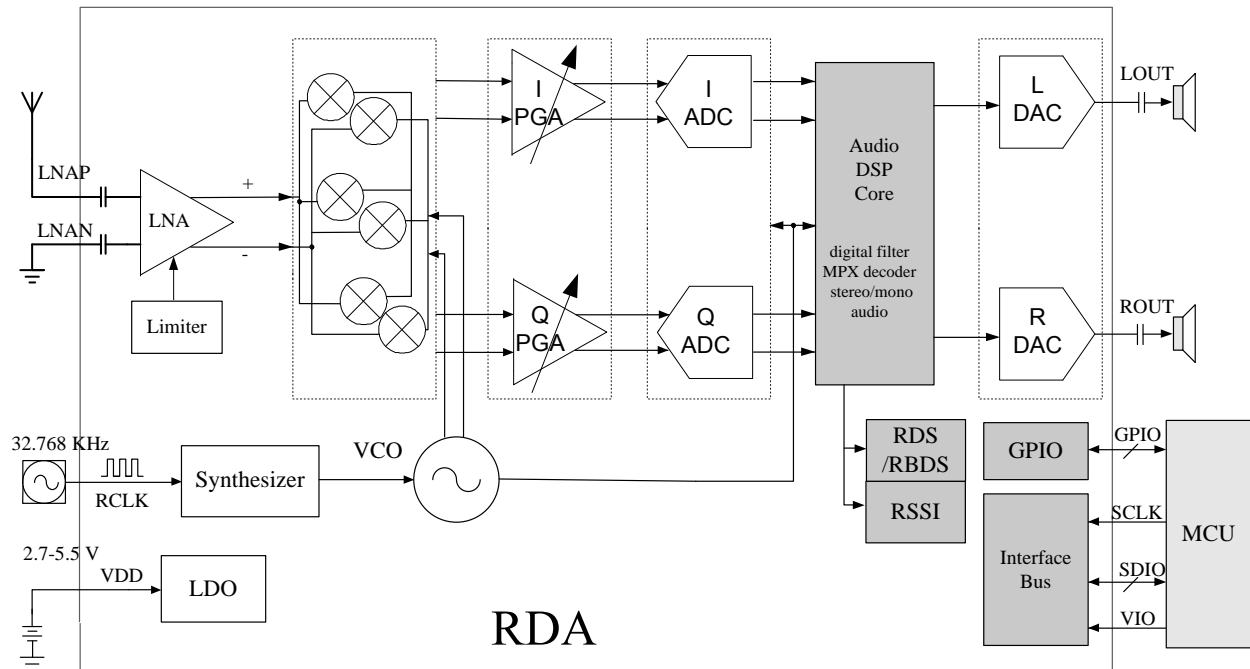 LNAP
LNAN
LNA
+
-
Limiter
I
PGA
I
ADC
Q
PGA
Q
ADC
Audio
DSP
Core
digital filter
MPX decoder
stereo/mono
audio
L
DAC
LOUT
R
DAC
ROUT
32.768 KHz
RCLK
Synthesizer
VCO
RDS
/RBDS
RSSI
GPIO
GPIO
Interface
Bus
SCLK
SDIO
VIO
MCU
2.7-5.5 V
VDD
LDO
RDA